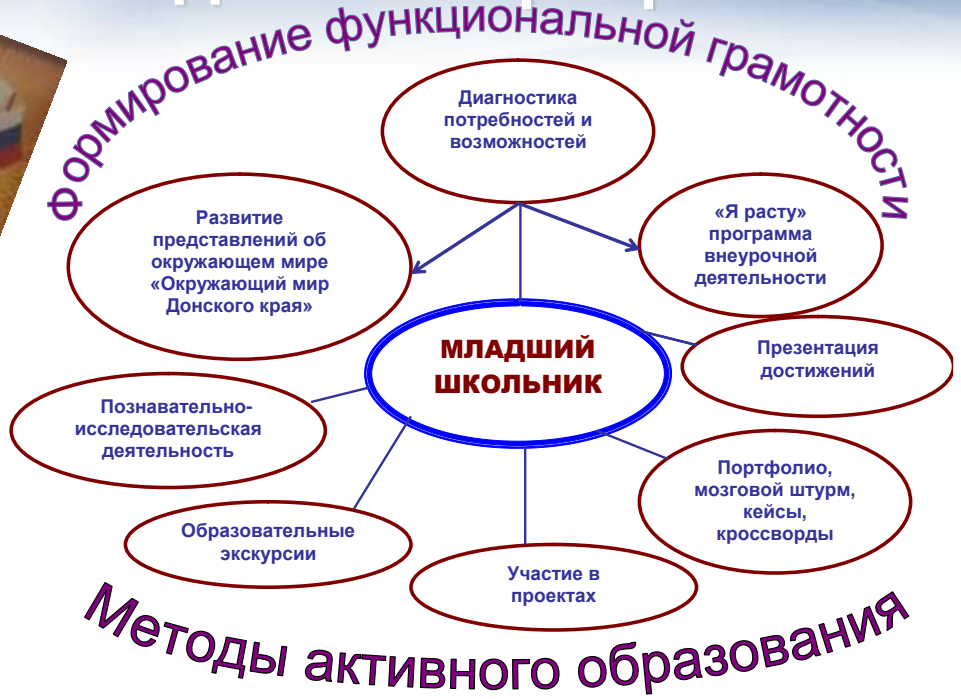 Формирование функциональной грамотности
Диагностика
потребностей и
возможностей
Развитие
представлений об
окружающем мире
«Окружающий мир
Донского края»
«Я расту»
программа
внеурочной
деятельности
МЛАДШИЙ
ШКОЛЬНИК
Презентация
достижений
Познавательно-
исследовательская
деятельность
Портфолио,
мозговой штурм,
кейсы,
кроссворды
Образовательные
экскурсии
Участие в
проектах
Методы активного образования